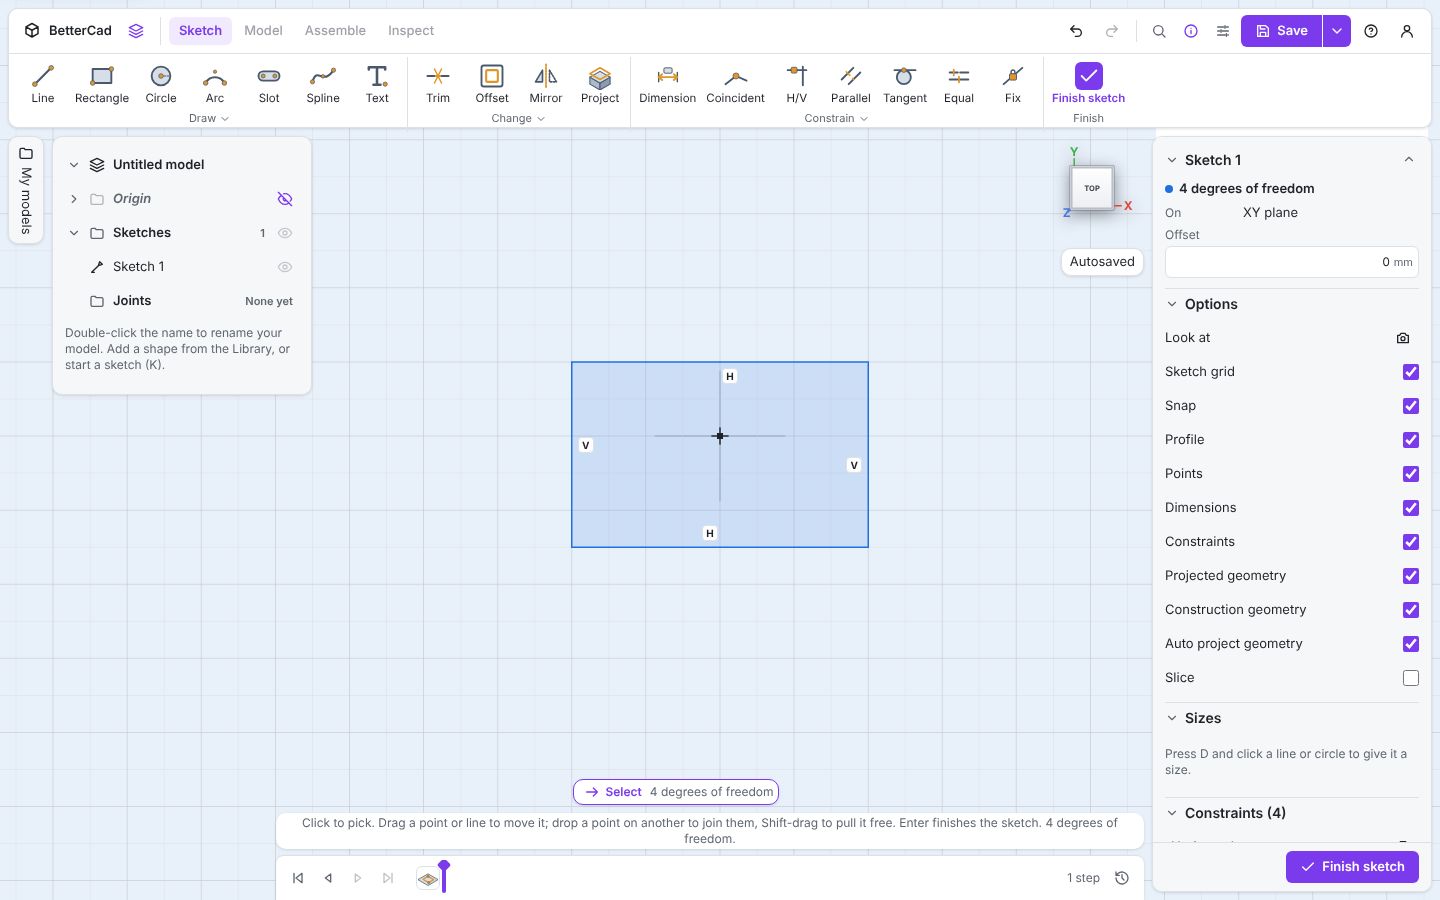 BetterCad
Sketch
Model
Assemble
Inspect
Save
Line
Rectangle
Circle
Arc
Slot
Spline
Text
Trim
Offset
Mirror
Project
Dimension
Coincident
H/V
Parallel
Tangent
Equal
Fix
Finish sketch
Draw
Change
Constrain
Finish
My models
Untitled model
Origin
Sketches 1
Sketch 1
Joints None yet
Double-click the name to rename your
model. Add a shape from the Library, or
start a sketch (K).
Y
TOP
Z
X
Autosaved
H
V
V
H
Sketch 1
4 degrees of freedom
On XY plane
Offset
0 mm
Options
Look at
Sketch grid
Snap
Profile
Points
Dimensions
Constraints
Projected geometry
Construction geometry
Auto project geometry
Slice
Sizes
Press D and click a line or circle to give it a
size.
Constraints (4)
Finish sketch
Select 4 degrees of freedom
Click to pick. Drag a point or line to move it; drop a point on another to join them, Shift-drag to pull it free. Enter finishes the sketch. 4 degrees of
freedom.
1 step